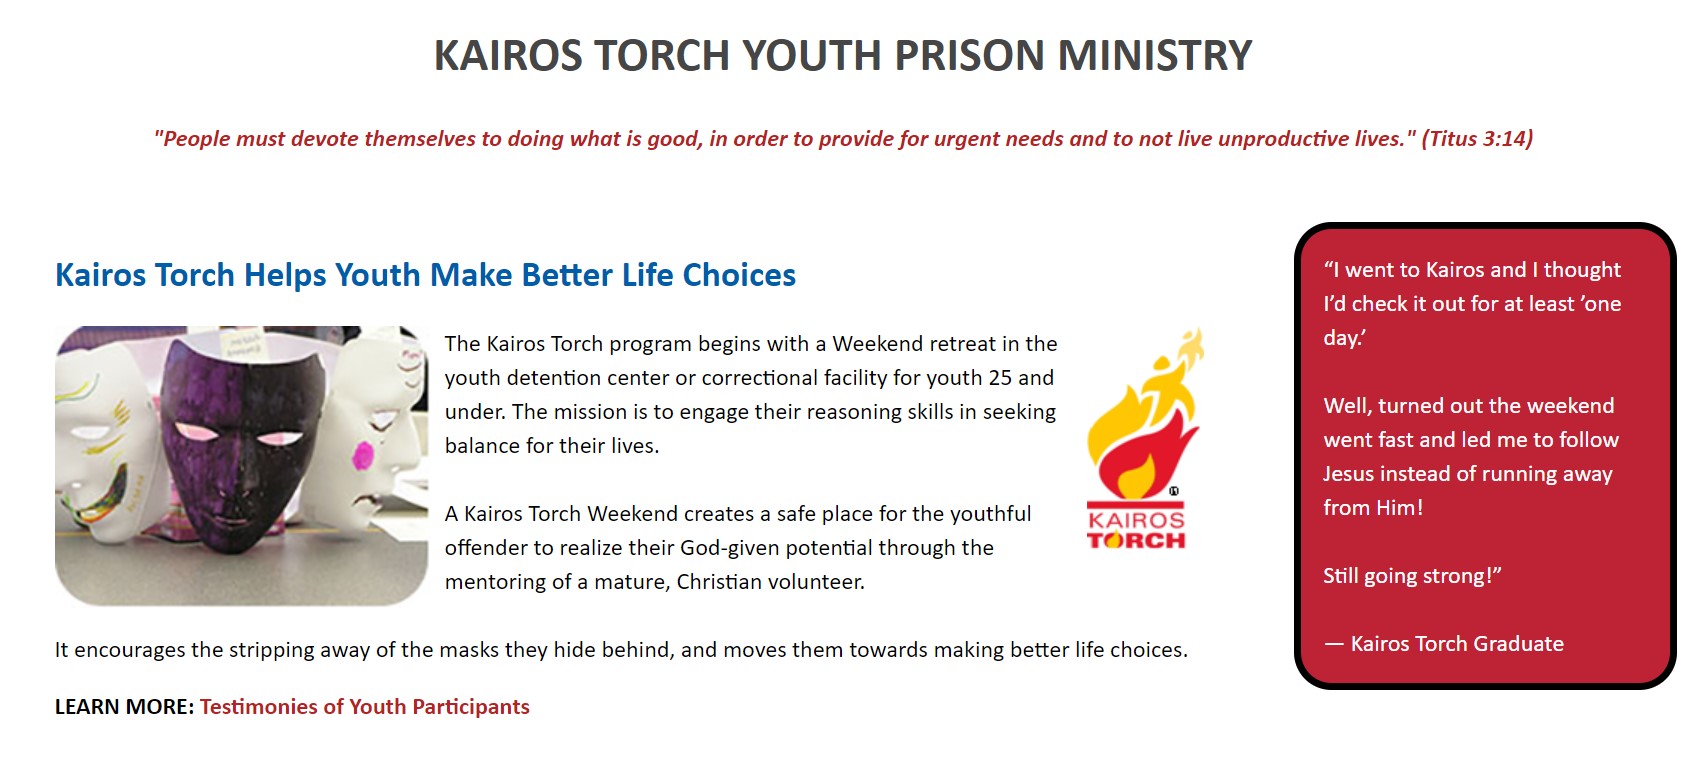 KAIROS TORCH YOUTH PRISON MINISTRY
"People must devote themselves to doing what is good, in order to provide for urgent needs and to not live unproductive lives." (Titus 3:14)
Kairos Torch Helps Youth Make Better Life Choices
The Kairos Torch program begins with a Weekend retreat in the
youth detention center or correctional facility for youth 25 and
under. The mission is to engage their reasoning skills in seeking
balance for their lives.
A Kairos Torch Weekend creates a safe place for the youthful
offender to realize their God-given potential through the
mentoring of a mature, Christian volunteer.
It encourages the stripping away of the masks they hide behind, and moves them towards making better life choices.
LEARN MORE: Testimonies of Youth Participants
®
KAIROS
TORCH
“I went to Kairos and I thought
I’d check it out for at least ’one
day.’
Well, turned out the weekend
went fast and led me to follow
Jesus instead of running away
from Him!
Still going strong!”
— Kairos Torch Graduate